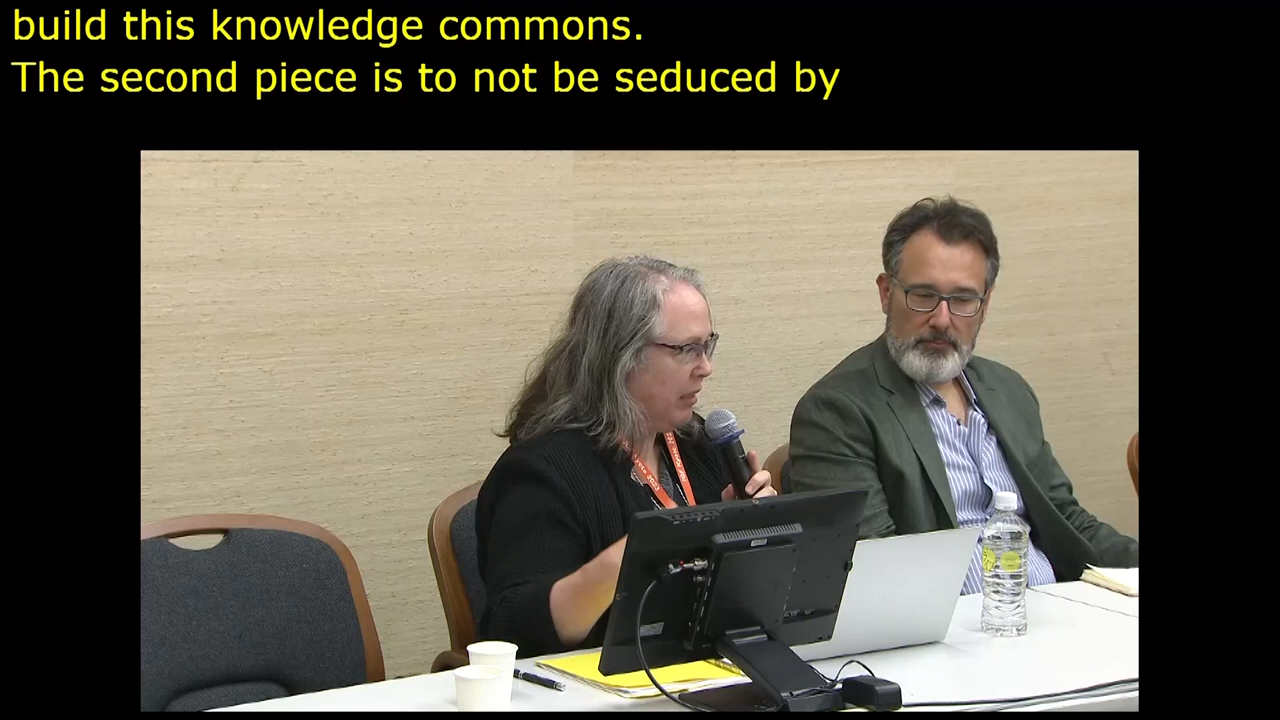 build this knowledge commons.
The second piece is to not be seduced by